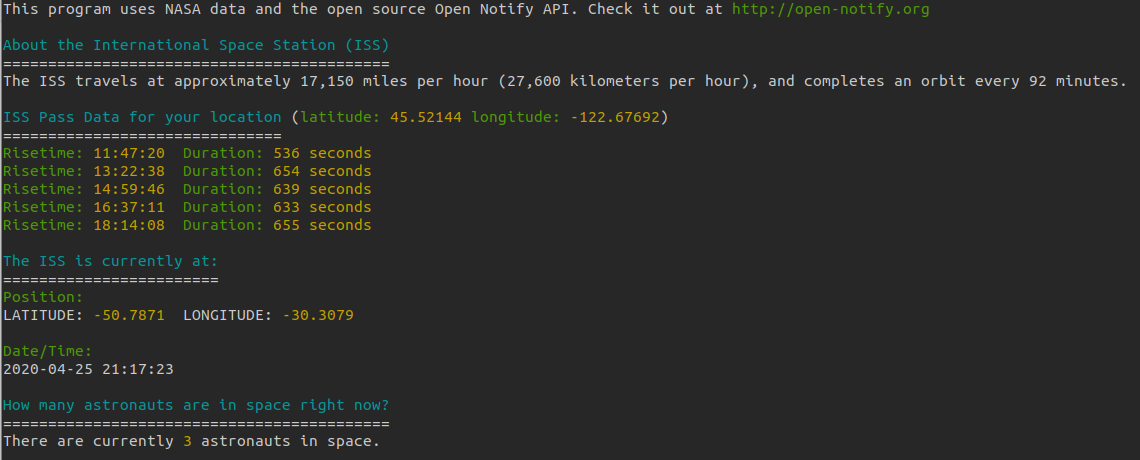 This program uses NASA data and the open source Open Notify API. Check it out at http://open-notify.org
About the International Space Station (ISS)
===========================================
The ISS travels at approximately 17,150 miles per hour (27,600 kilometers per hour), and completes an orbit every 92 minutes.
ISS Pass Data for your location (latitude: 45.52144 longitude: -122.67692)
===============================
Risetime: 11:47:20  Duration: 536 seconds
Risetime: 13:22:38  Duration: 654 seconds
Risetime: 14:59:46  Duration: 639 seconds
Risetime: 16:37:11  Duration: 633 seconds
Risetime: 18:14:08  Duration: 655 seconds
The ISS is currently at:
========================
Position:
LATITUDE: -50.7871  LONGITUDE: -30.3079
Date/Time:
2020-04-25 21:17:23
How many astronauts are in space right now?
===========================================
There are currently 3 astronauts in space.